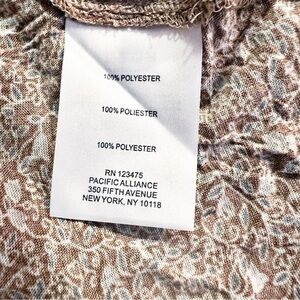 100% POLYESTER
100% POLIESTER
100% POLYESTER
RN 123475
PACIFIC ALLIANCE
350 FIFTH AVENUE
NEW YORK, NY 10118